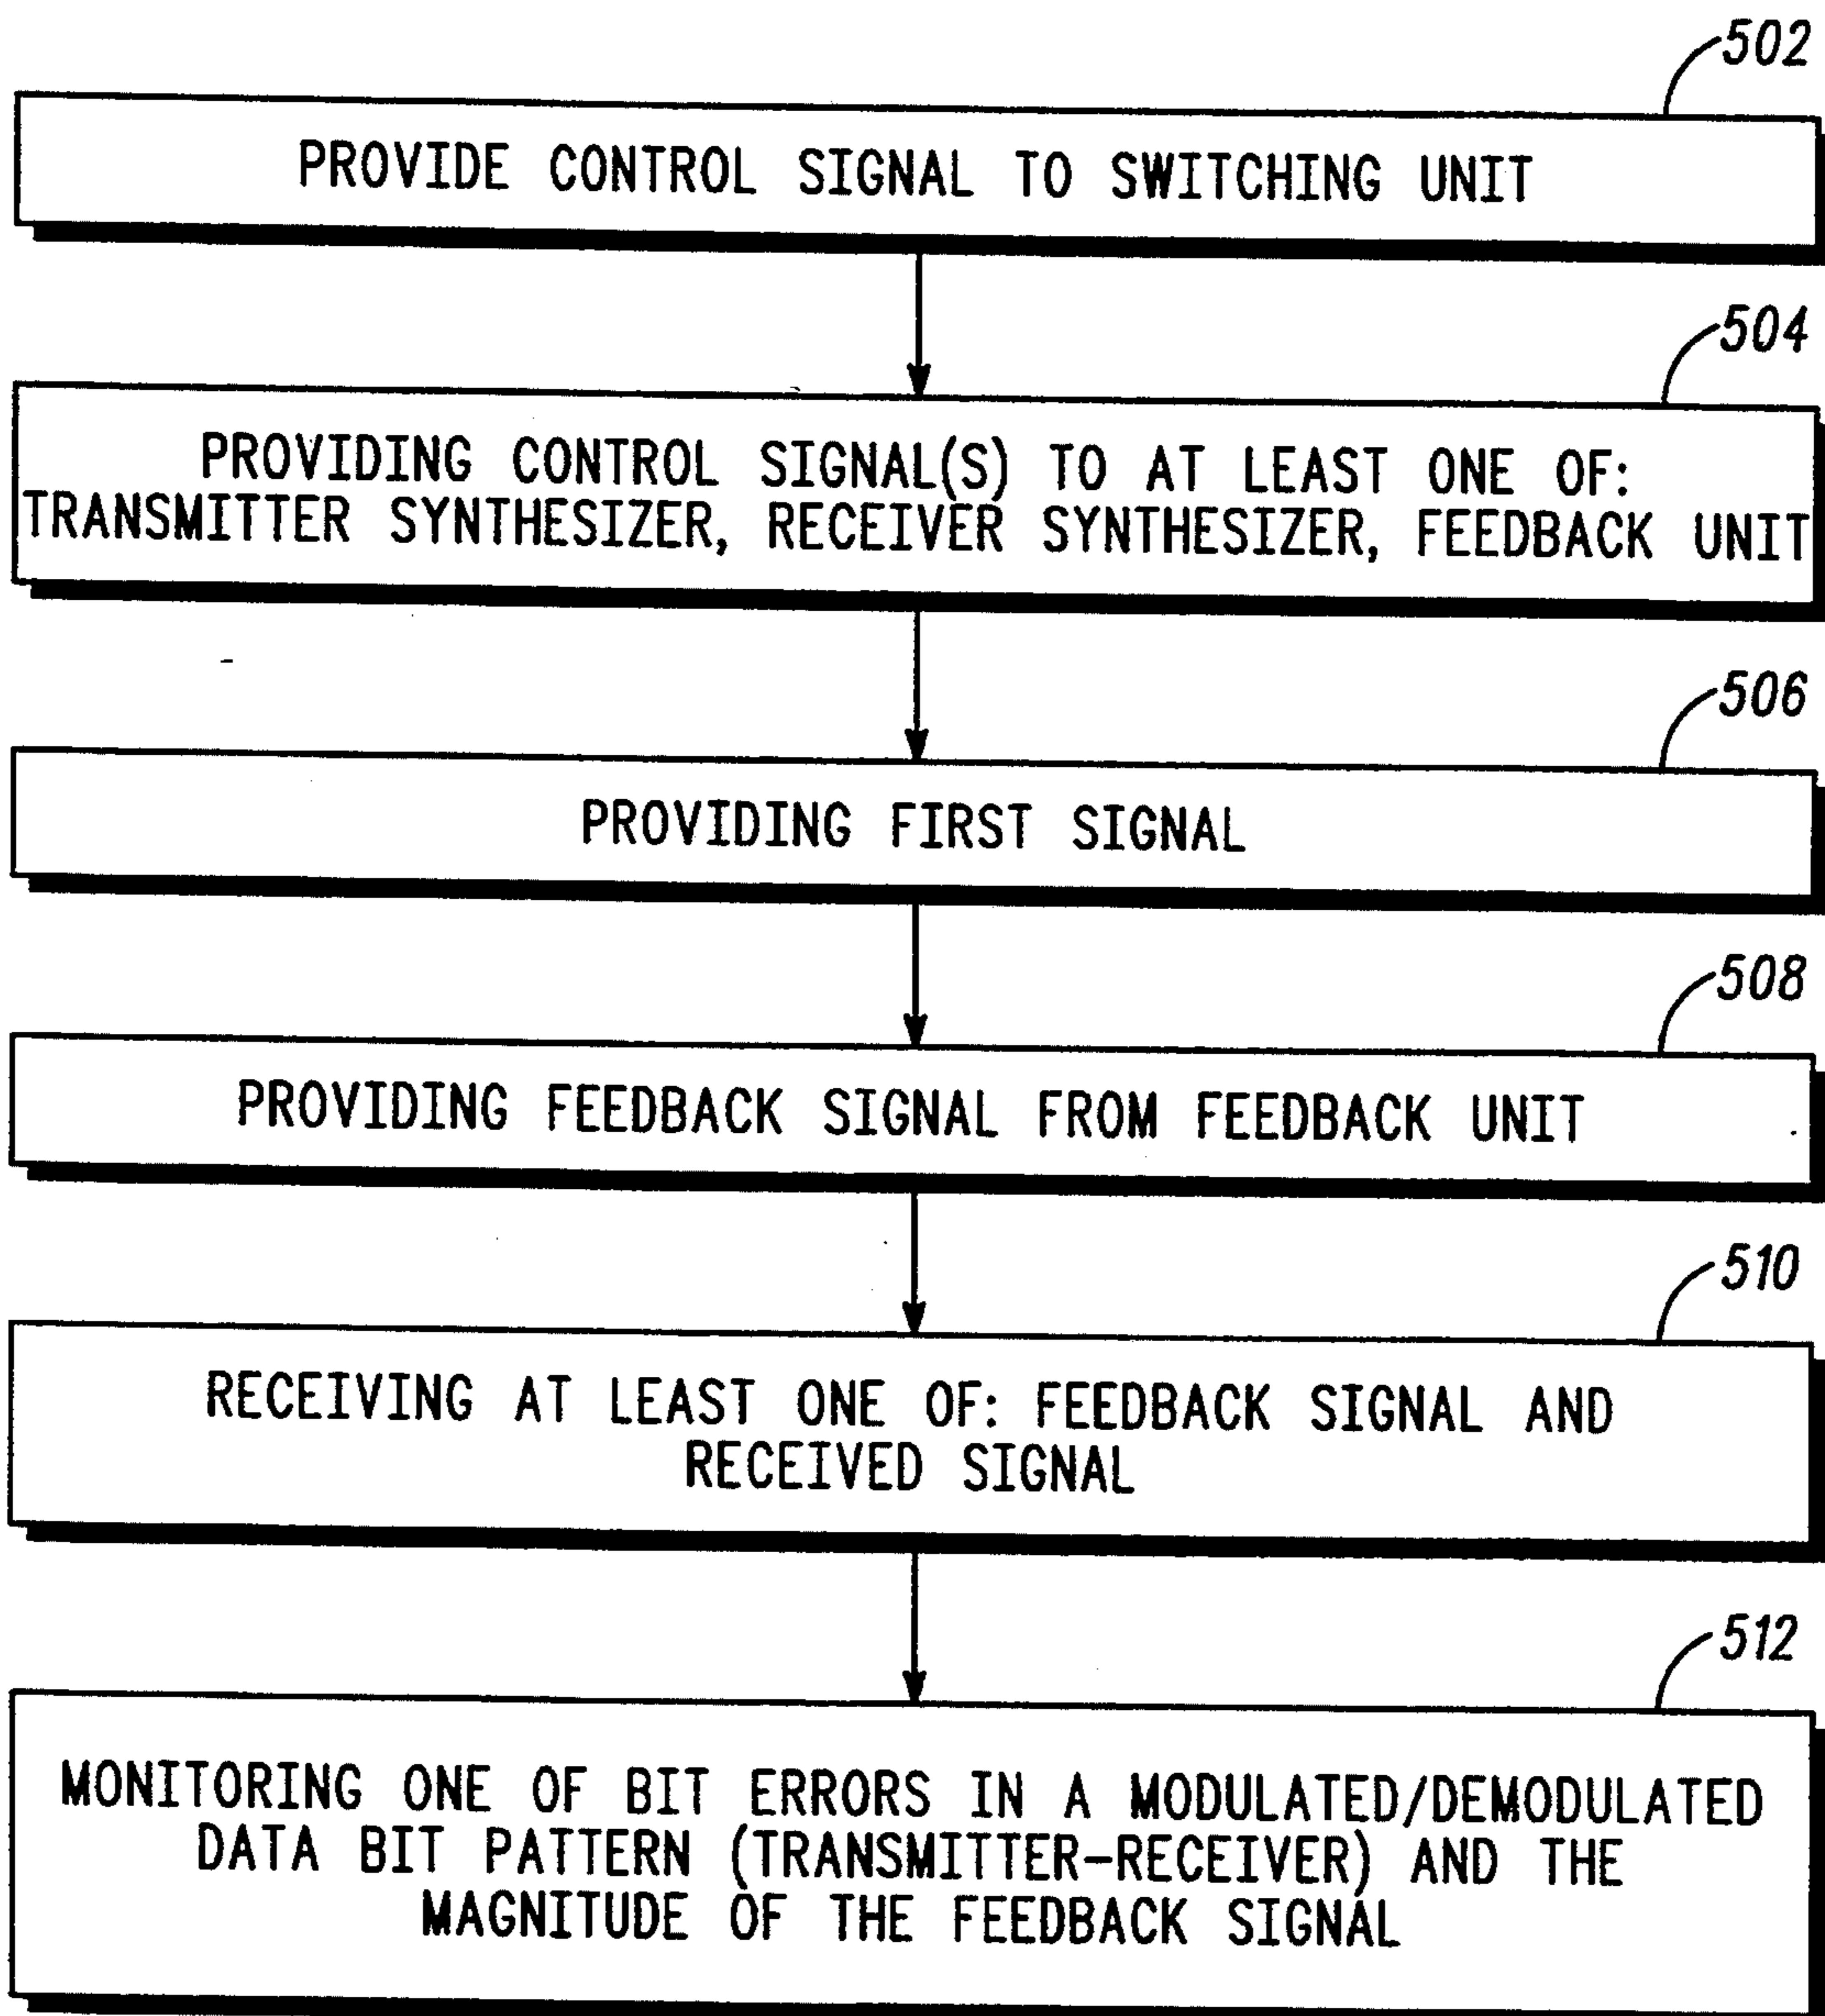 502
PROVIDE CONTROL SIGNAL TO SWITCHING UNIT
504
PROVIDING CONTROL SIGNAL(S) TO AT LEAST ONE OF:
TRANSMITTER SYNTHESIZER, RECEIVER SYNTHESIZER, FEEDBACK UNIT
506
PROVIDING FIRST SIGNAL
508
PROVIDING FEEDBACK SIGNAL FROM FEEDBACK UNIT
510
RECEIVING AT LEAST ONE OF: FEEDBACK SIGNAL AND
RECEIVED SIGNAL
512
MONITORING ONE OF BIT ERRORS IN A MODULATED/DEMODULATED
DATA BIT PATTERN (TRANSMITTER-RECEIVER) AND THE
MAGNITUDE OF THE FEEDBACK SIGNAL